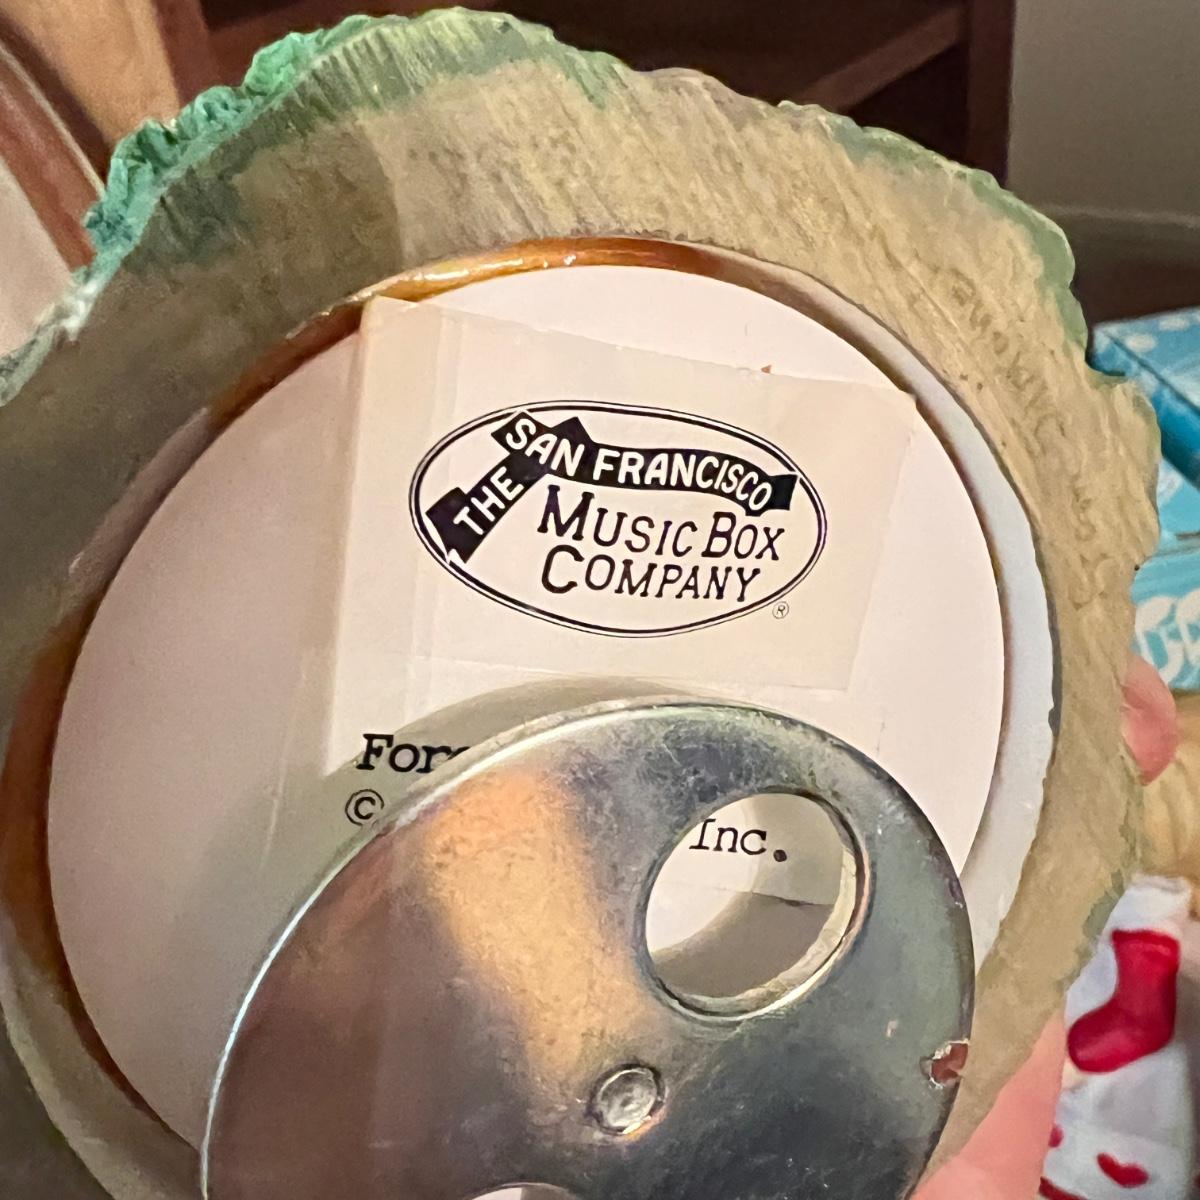 THE SAN FRANCISCO
MUSIC BOX
COMPANY
®
©
Inc.